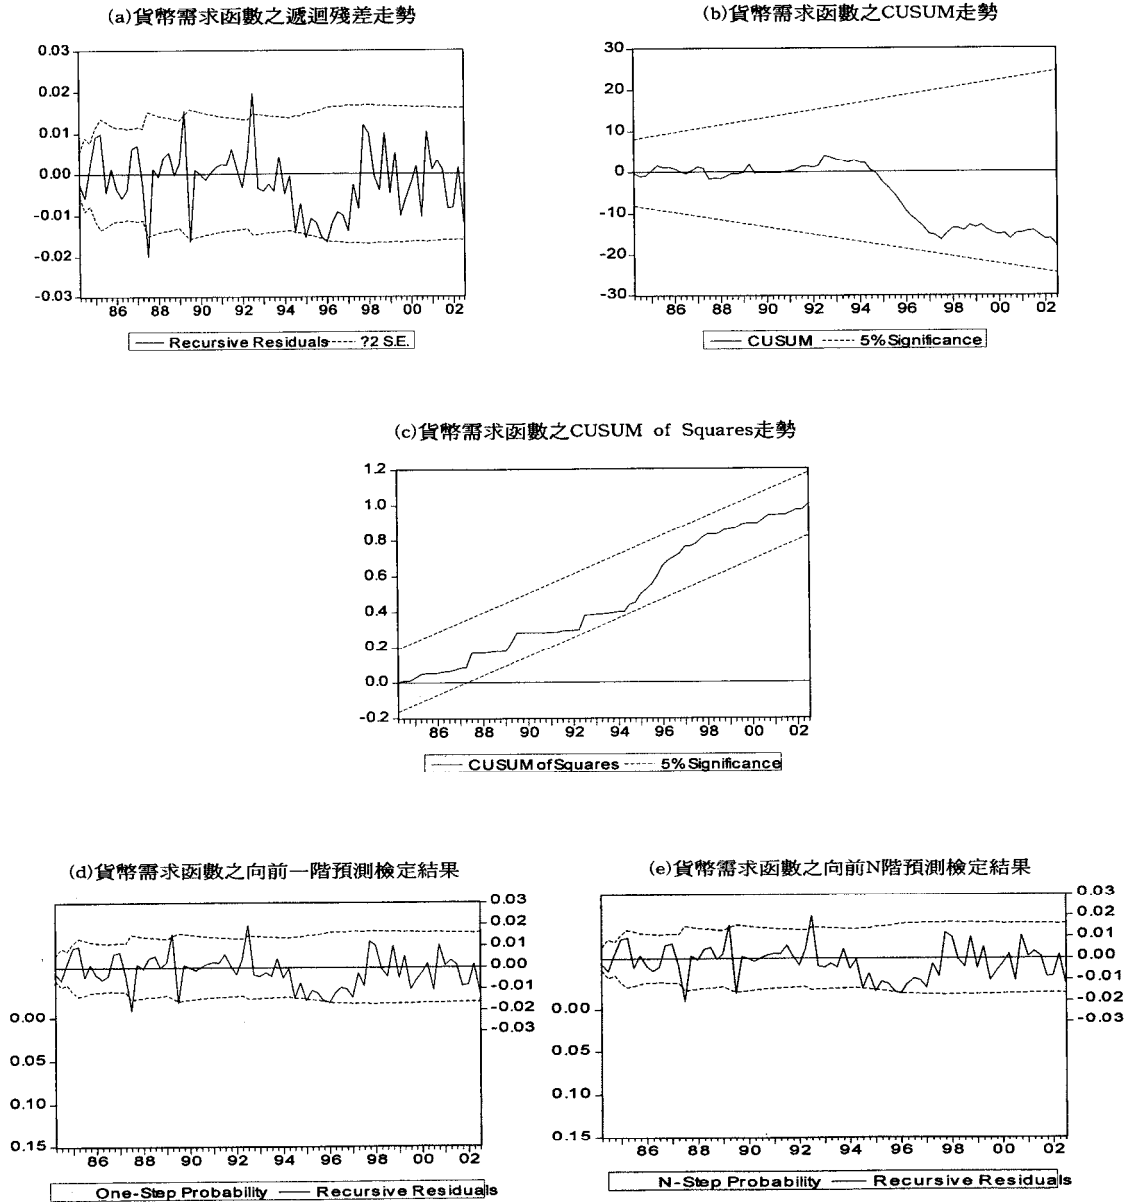 (a)貨幣需求函數之遞迴殘差走勢
0.03
0.02
0.01
0.00
-0.01
-0.02
-0.03
86 88 90 92 94 96 98 00 02
Recursive Residuals ?2 S.E.
(b)貨幣需求函數之CUSUM走勢
30
20
10
0
-10
-20
-30
86 88 90 92 94 96 98 00 02
CUSUM 5% Significance
(c)貨幣需求函數之CUSUM of Squares走勢
1.2
1.0
0.8
0.6
0.4
0.2
0.0
-0.2
86 88 90 92 94 96 98 00 02
CUSUM of Squares 5% Significance
(d)貨幣需求函數之向前一階預測檢定結果
0.03
0.02
0.01
0.00
-0.01
-0.02
-0.03
0.00
0.05
0.10
0.15
86 88 90 92 94 96 98 00 02
One-Step Probability Recursive Residuals
(e)貨幣需求函數之向前N階預測檢定結果
0.03
0.02
0.01
0.00
-0.01
-0.02
-0.03
0.00
0.05
0.10
0.15
86 88 90 92 94 96 98 00 02
N-Step Probability Recursive Residuals